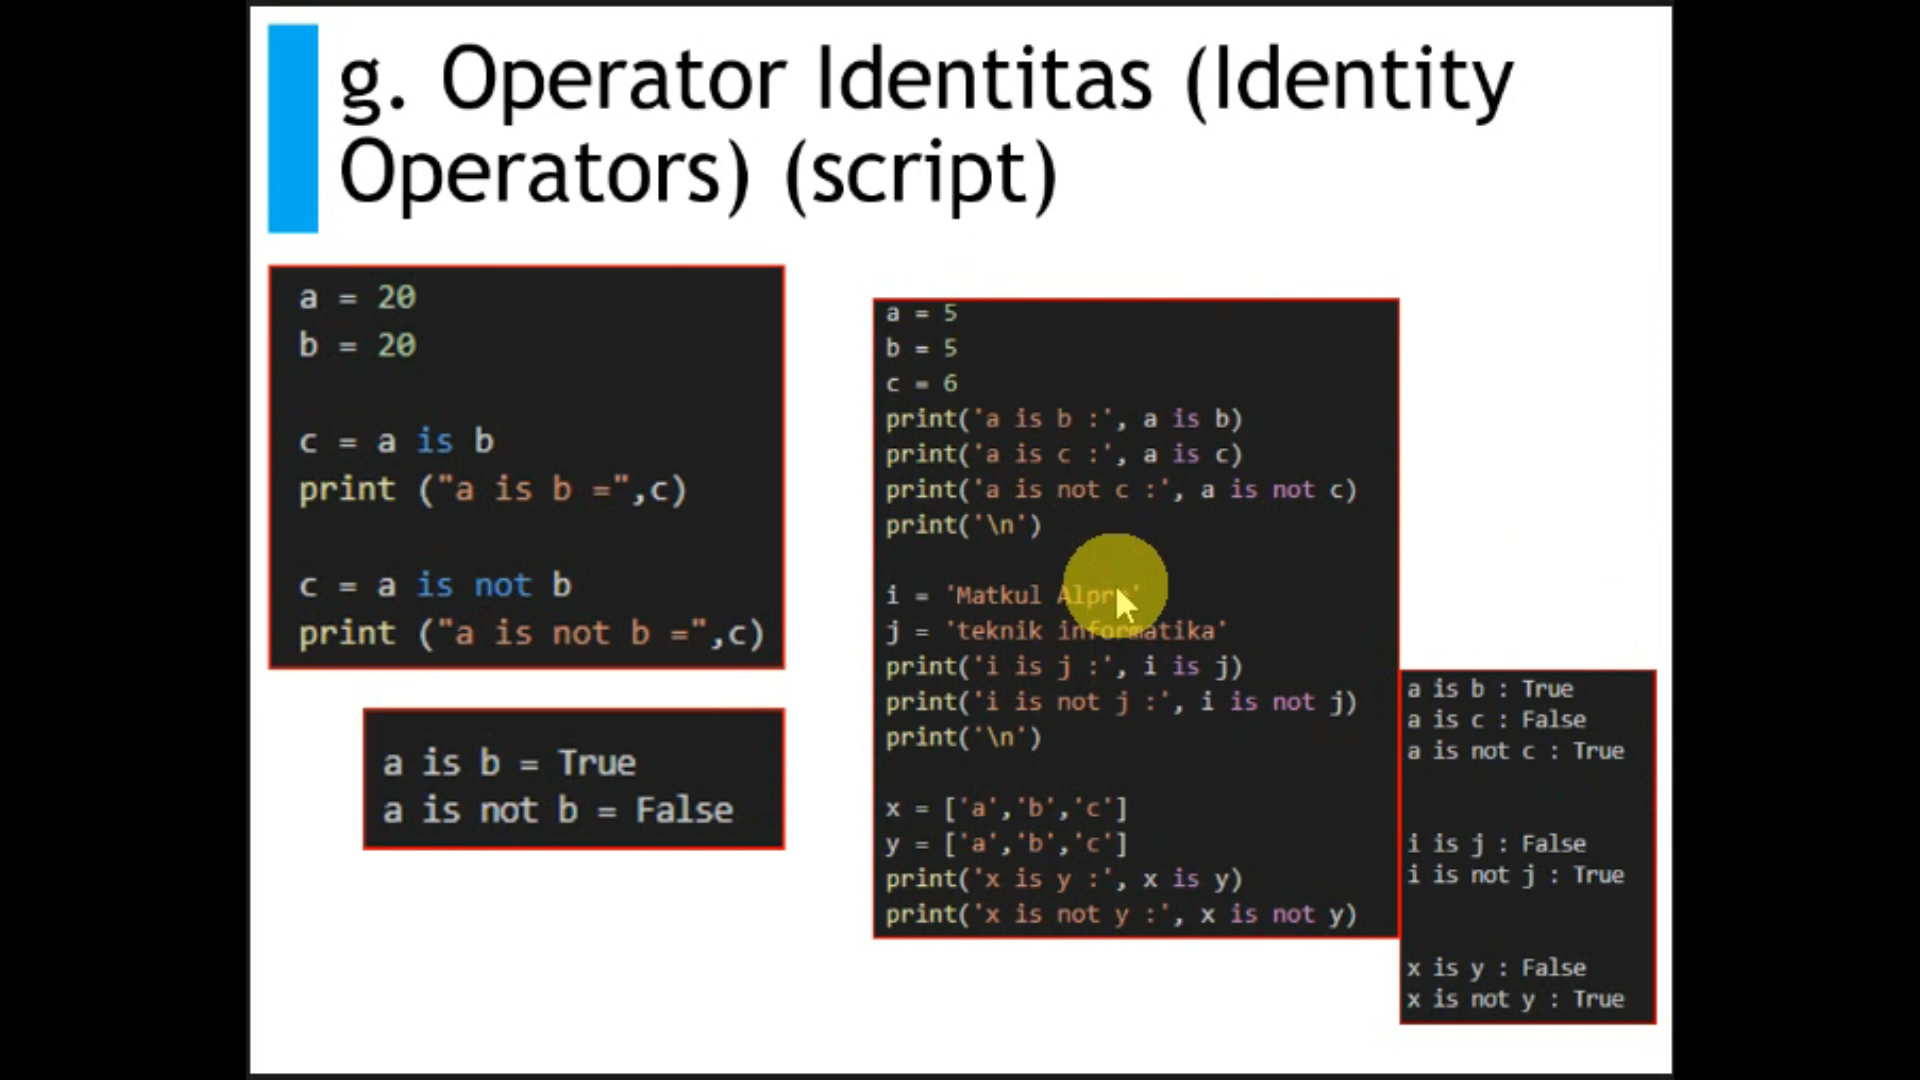 g. Operator Identitas (Identity
Operators) (script)
a = 20
b = 20
c = a is b
print ("a is b =",c)
c = a is not b
print ("a is not b =",c)
a is b = True
a is not b = False
a = 5
b = 5
c = 6
print('a is b :', a is b)
print('a is c :', a is c)
print('a is not c :', a is not c)
print('\n')
i = 'Matkul Alpro'
j = 'teknik informatika'
print('i is j :', i is j)
print('i is not j :', i is not j)
print('\n')
x = ['a','b','c']
y = ['a','b','c']
print('x is y :', x is y)
print('x is not y :', x is not y)
a is b : True
a is c : False
a is not c : True
i is j : False
i is not j : True
x is y : False
x is not y : True